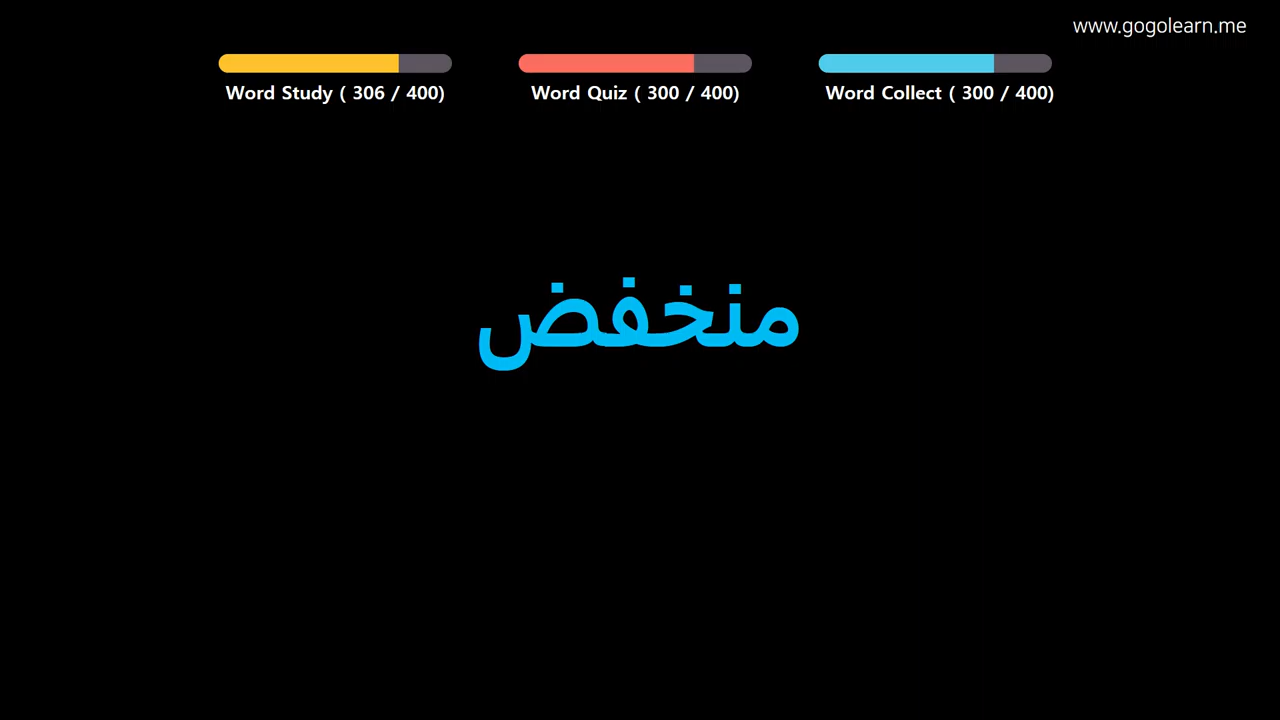 www.gogolearn.me
Word Study ( 306 / 400)
Word Quiz ( 300 / 400)
Word Collect ( 300 / 400)
منخفض